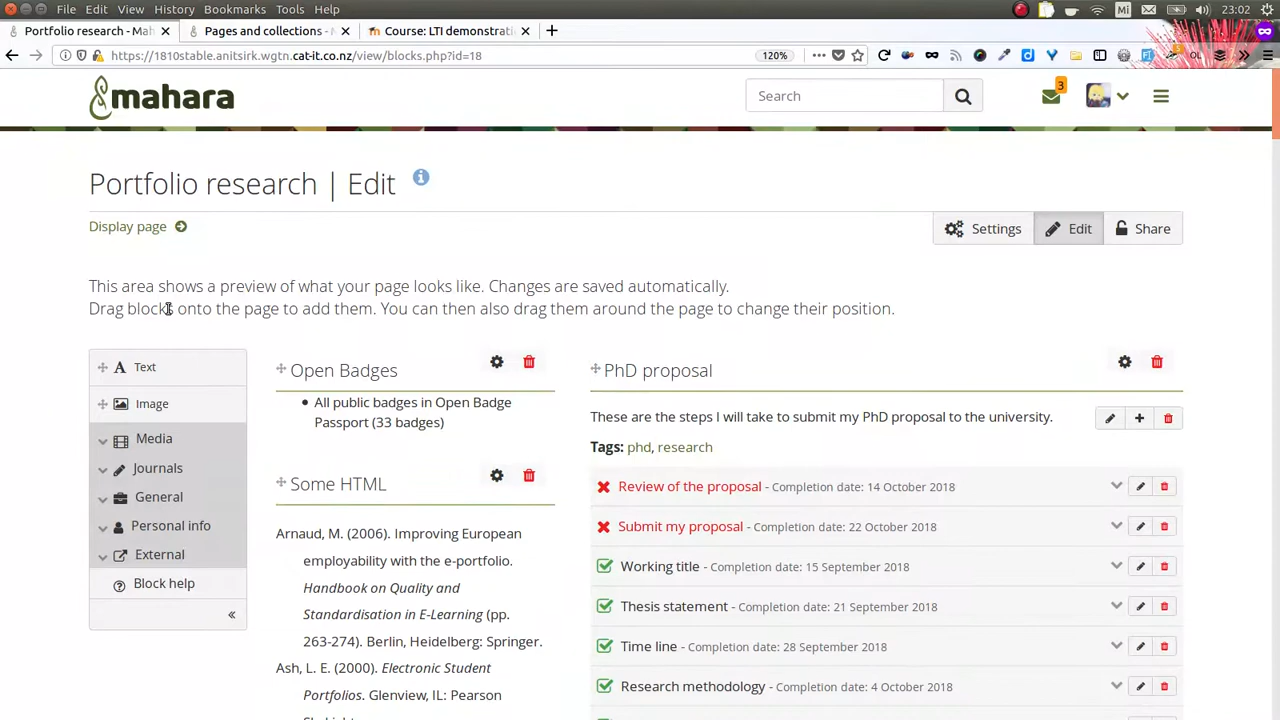 File Edit View History Bookmarks Tools Help
Mi 23:02
Portfolio research - Mah
Pages and collections - M
Course: LTI demonstrati
https://1810stable.anitsirk.wgtn.cat-it.co.nz/view/blocks.php?id=18
120%
mahara
Search
3
Portfolio research | Edit
Display page
Settings
Edit
Share
This area shows a preview of what your page looks like. Changes are saved automatically.
Drag blocks onto the page to add them. You can then also drag them around the page to change their position.
Text
Image
Media
Journals
General
Personal info
External
Block help
«
Open Badges
All public badges in Open Badge
Passport (33 badges)
Some HTML
Arnaud, M. (2006). Improving European
employability with the e-portfolio.
Handbook on Quality and
Standardisation in E-Learning (pp.
263-274). Berlin, Heidelberg: Springer.
Ash, L. E. (2000). Electronic Student
Portfolios. Glenview, IL: Pearson
PhD proposal
These are the steps I will take to submit my PhD proposal to the university.
Tags: phd, research
Review of the proposal - Completion date: 14 October 2018
Submit my proposal - Completion date: 22 October 2018
Working title - Completion date: 15 September 2018
Thesis statement - Completion date: 21 September 2018
Time line - Completion date: 28 September 2018
Research methodology - Completion date: 4 October 2018